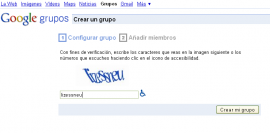 La Web Imágenes Vídeos Maps Noticias Grupos Gmail Más ▼
Google grupos Crear un grupo
1 Configurar grupo 2 Añadir miembros
Con fines de verificación, escribe los caracteres que veas en la imagen siguiente o los
números que escuches haciendo clic en el icono de accesibilidad.
Crear mi grupo